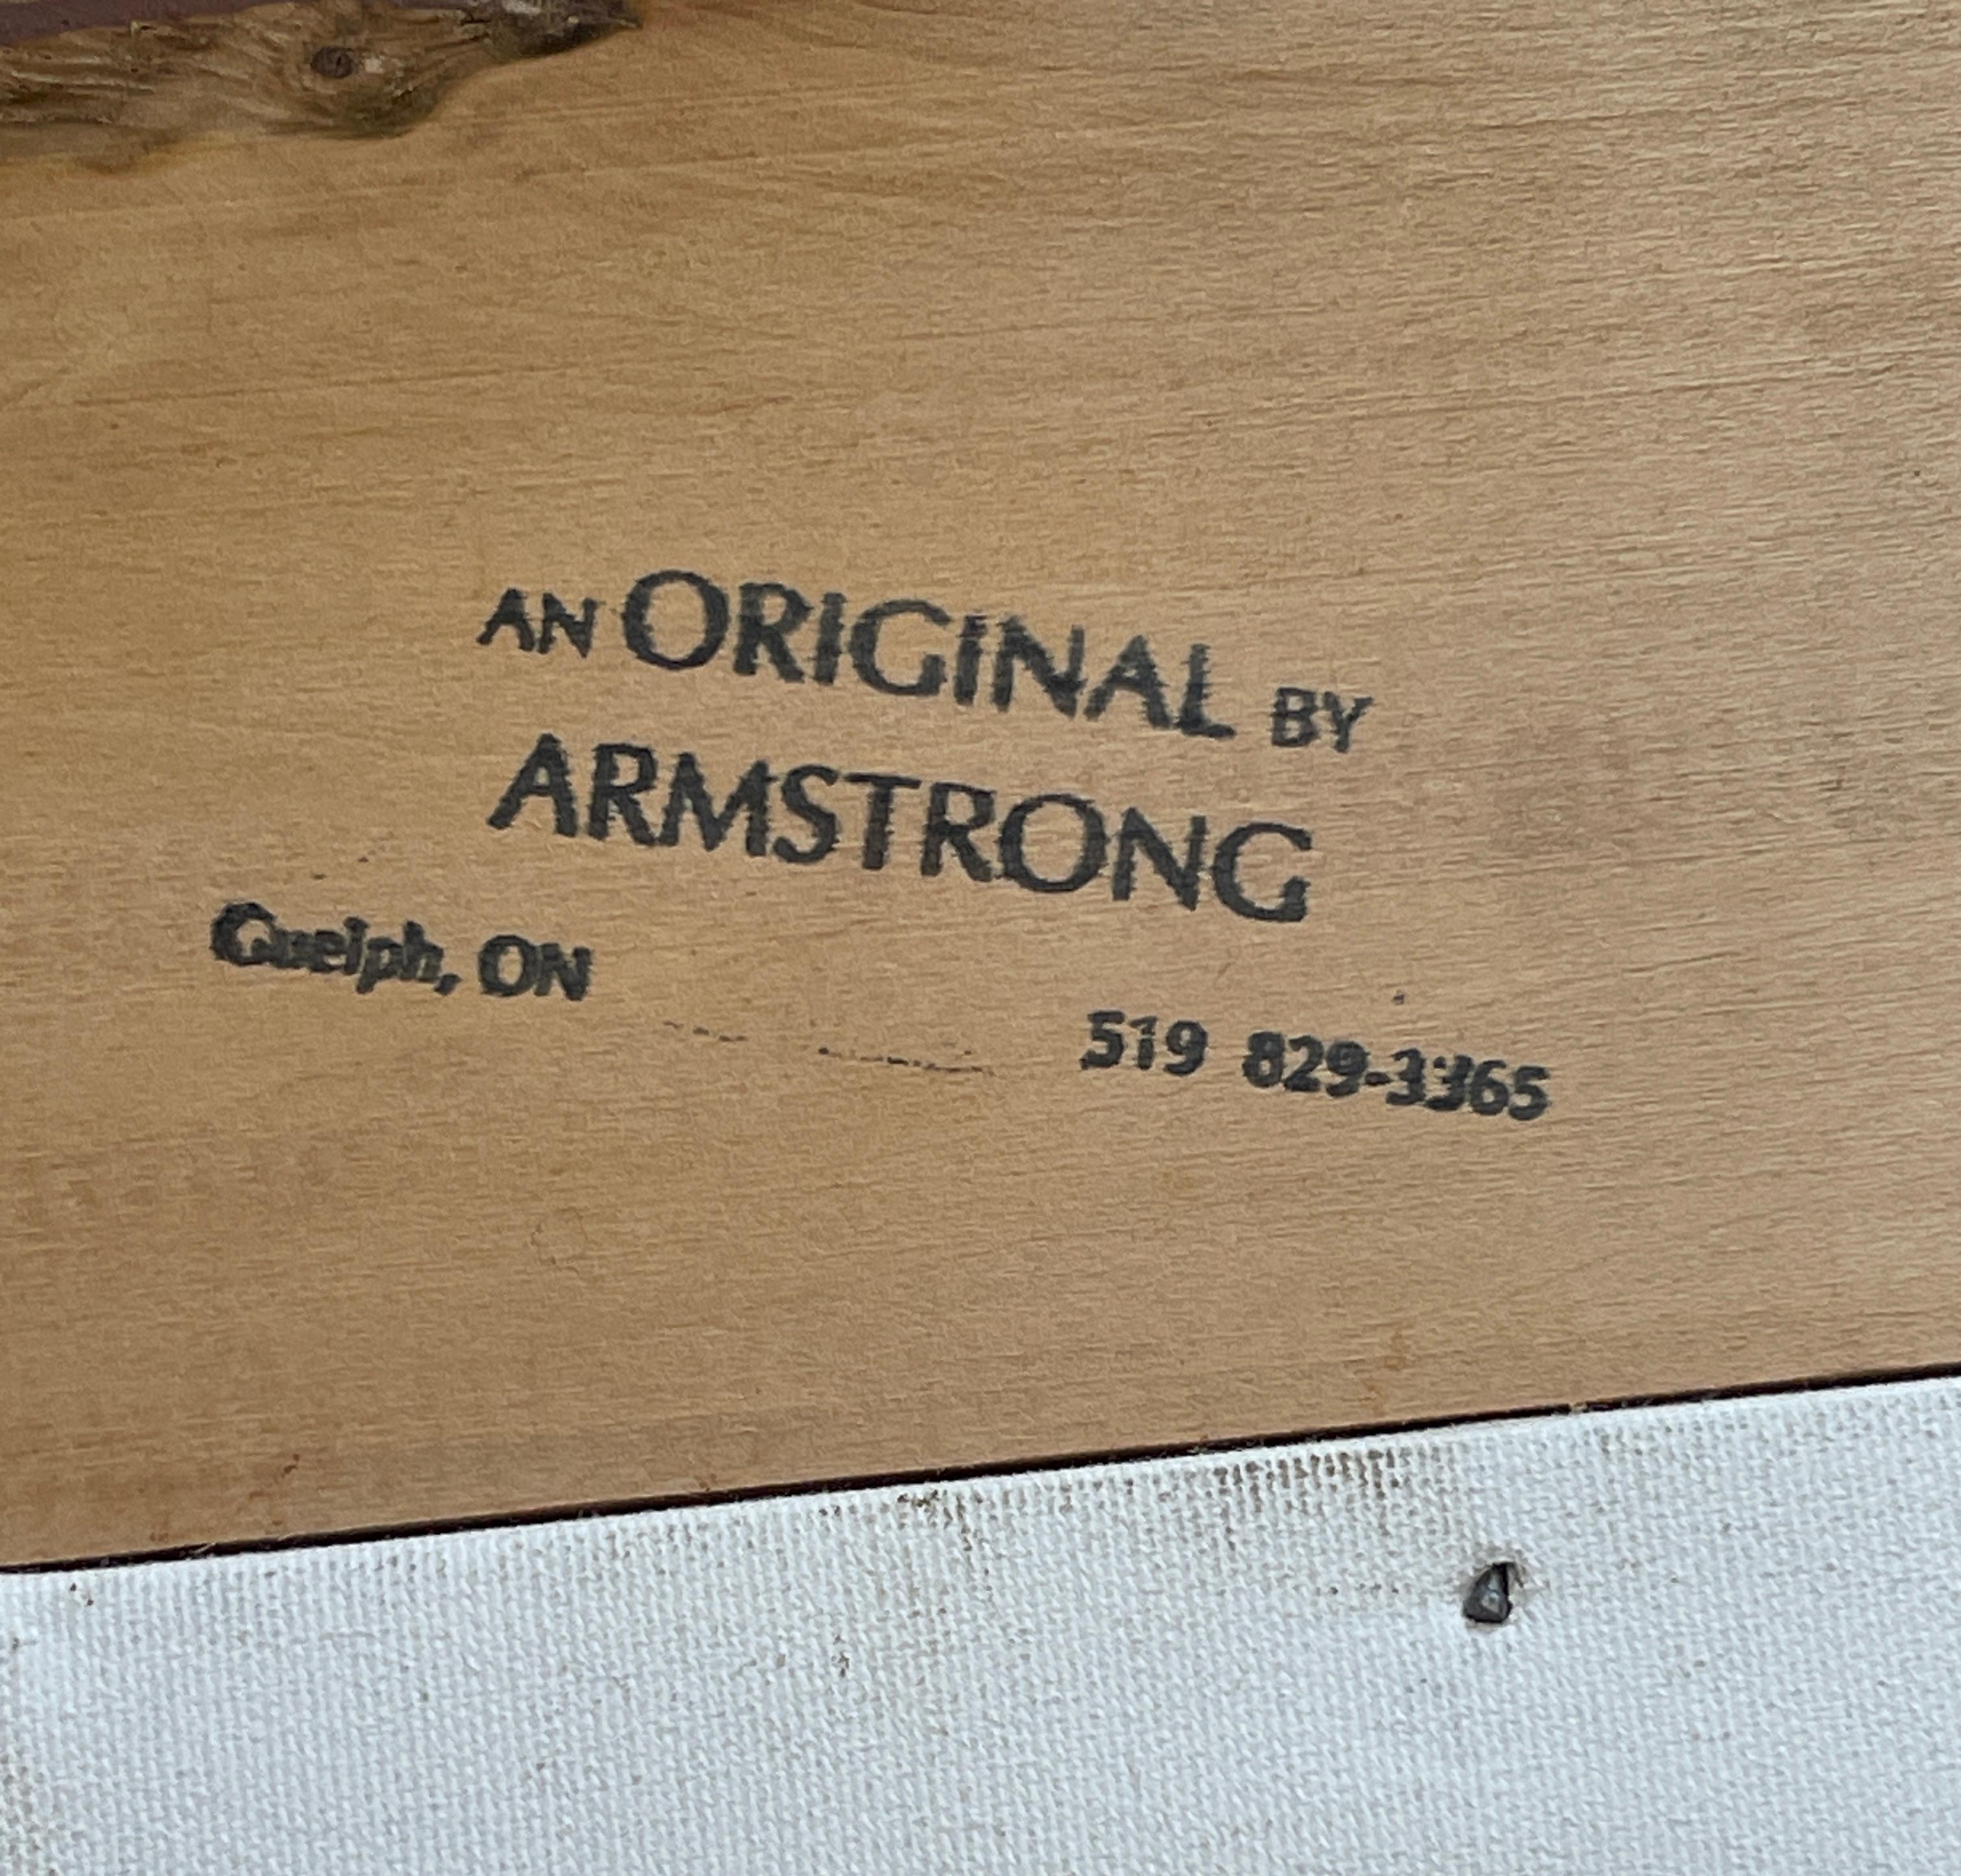 AN ORIGINAL BY
ARMSTRONG
Guelph, ON
519 829-3365